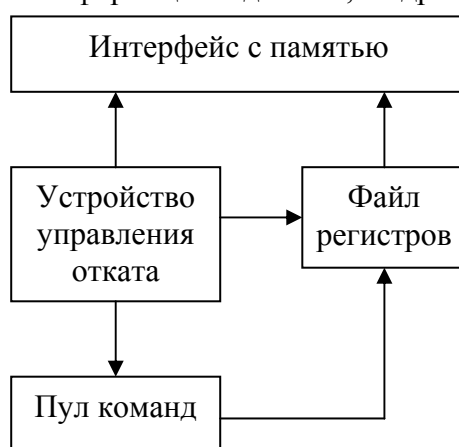 Интерфейс с памятью
Устройство
управления
отката
Файл
регистров
Пул команд